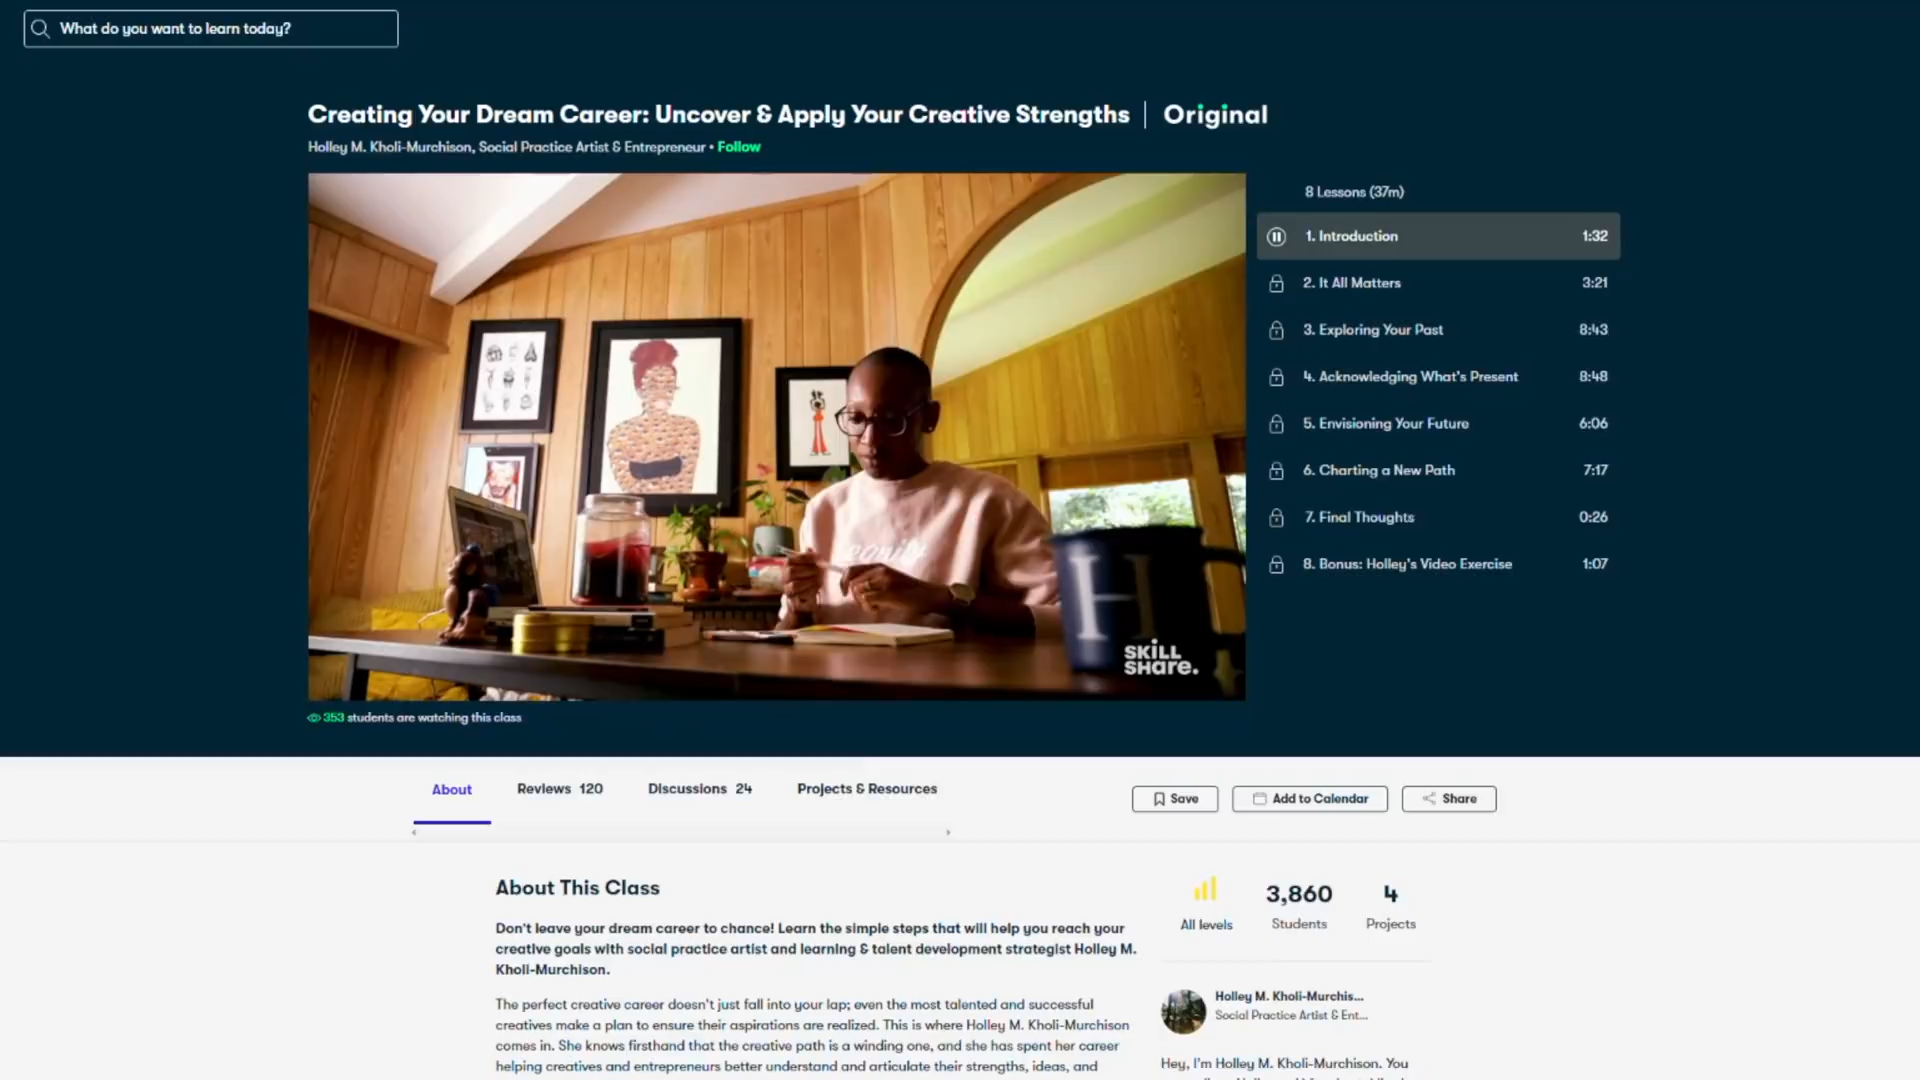 What do you want to learn today?
Creating Your Dream Career: Uncover & Apply Your Creative Strengths | Original
Holley M. Kholi-Murchison, Social Practice Artist & Entrepreneur • Follow
8 Lessons (37m)
1. Introduction 1:32
2. It All Matters 3:21
3. Exploring Your Past 8:43
4. Acknowledging What's Present 8:48
5. Envisioning Your Future 6:06
6. Charting a New Path 7:17
7. Final Thoughts 0:26
8. Bonus: Holley's Video Exercise 1:07
equity
H
SKILL
SHare.
353 students are watching this class
About Reviews 120 Discussions 24 Projects & Resources
Save Add to Calendar Share
About This Class
Don't leave your dream career to chance! Learn the simple steps that will help you reach your
creative goals with social practice artist and learning & talent development strategist Holley M.
Kholi-Murchison.
The perfect creative career doesn't just fall into your lap; even the most talented and successful
creatives make a plan to ensure their aspirations are realized. This is where Holley M. Kholi-Murchison
comes in. She knows firsthand that the creative path is a winding one, and she has spent her career
helping creatives and entrepreneurs better understand and articulate their strengths, ideas, and
All levels
3,860
Students
4
Projects
Holley M. Kholi-Murchis...
Social Practice Artist & Ent...
Hey, I'm Holley M. Kholi-Murchison. You